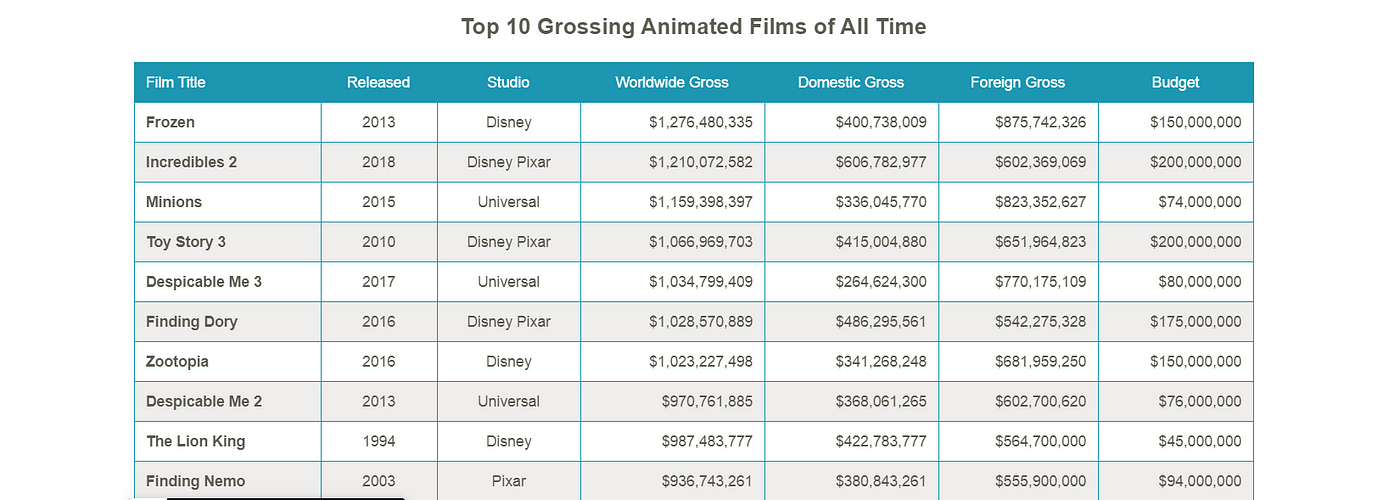 Top 10 Grossing Animated Films of All Time
Film Title Released Studio Worldwide Gross Domestic Gross Foreign Gross Budget
Frozen 2013 Disney $1,276,480,335 $400,738,009 $875,742,326 $150,000,000
Incredibles 2 2018 Disney Pixar $1,210,072,582 $606,782,977 $602,369,069 $200,000,000
Minions 2015 Universal $1,159,398,397 $336,045,770 $823,352,627 $74,000,000
Toy Story 3 2010 Disney Pixar $1,066,969,703 $415,004,880 $651,964,823 $200,000,000
Despicable Me 3 2017 Universal $1,034,799,409 $264,624,300 $770,175,109 $80,000,000
Finding Dory 2016 Disney Pixar $1,028,570,889 $486,295,561 $542,275,328 $175,000,000
Zootopia 2016 Disney $1,023,227,498 $341,268,248 $681,959,250 $150,000,000
Despicable Me 2 2013 Universal $970,761,885 $368,061,265 $602,700,620 $76,000,000
The Lion King 1994 Disney $987,483,777 $422,783,777 $564,700,000 $45,000,000
Finding Nemo 2003 Pixar $936,743,261 $380,843,261 $555,900,000 $94,000,000